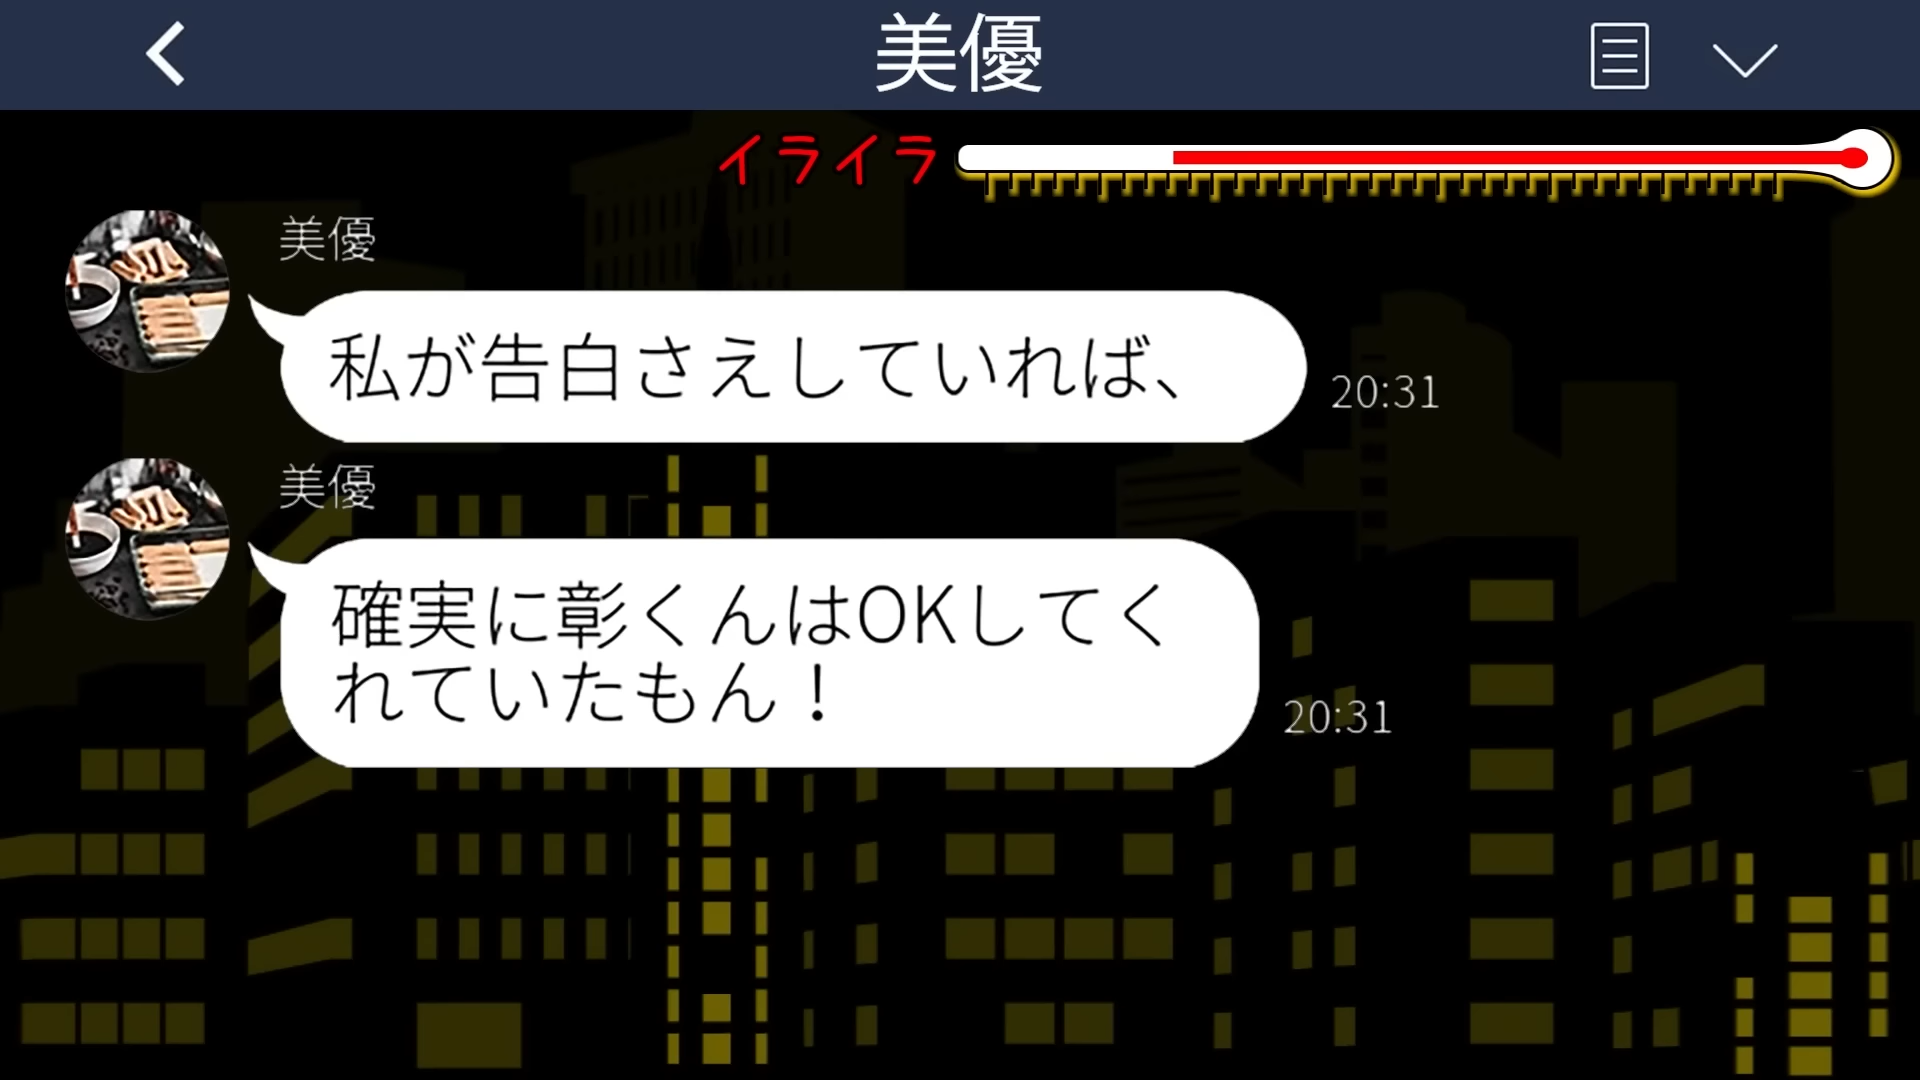 美優
イライラ
美優
私が告白さえしていれば、
20:31
美優
確実に彰くんはOKしてく
れていたもん！
20:31